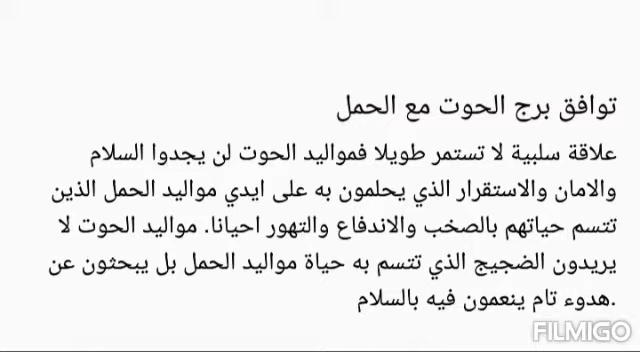 توافق برج الحوت مع الحمل
علاقة سلبية لا تستمر طويلا فمواليد الحوت لن يجدوا السلام
والامان والاستقرار الذي يحلمون به على ايدي مواليد الحمل الذين
تتسم حياتهم بالصخب والاندفاع والتهور احيانا. مواليد الحوت لا
يريدون الضجيج الذي تتسم به حياة مواليد الحمل بل يبحثون عن
.هدوء تام ينعمون فيه بالسلام
FILMIGO